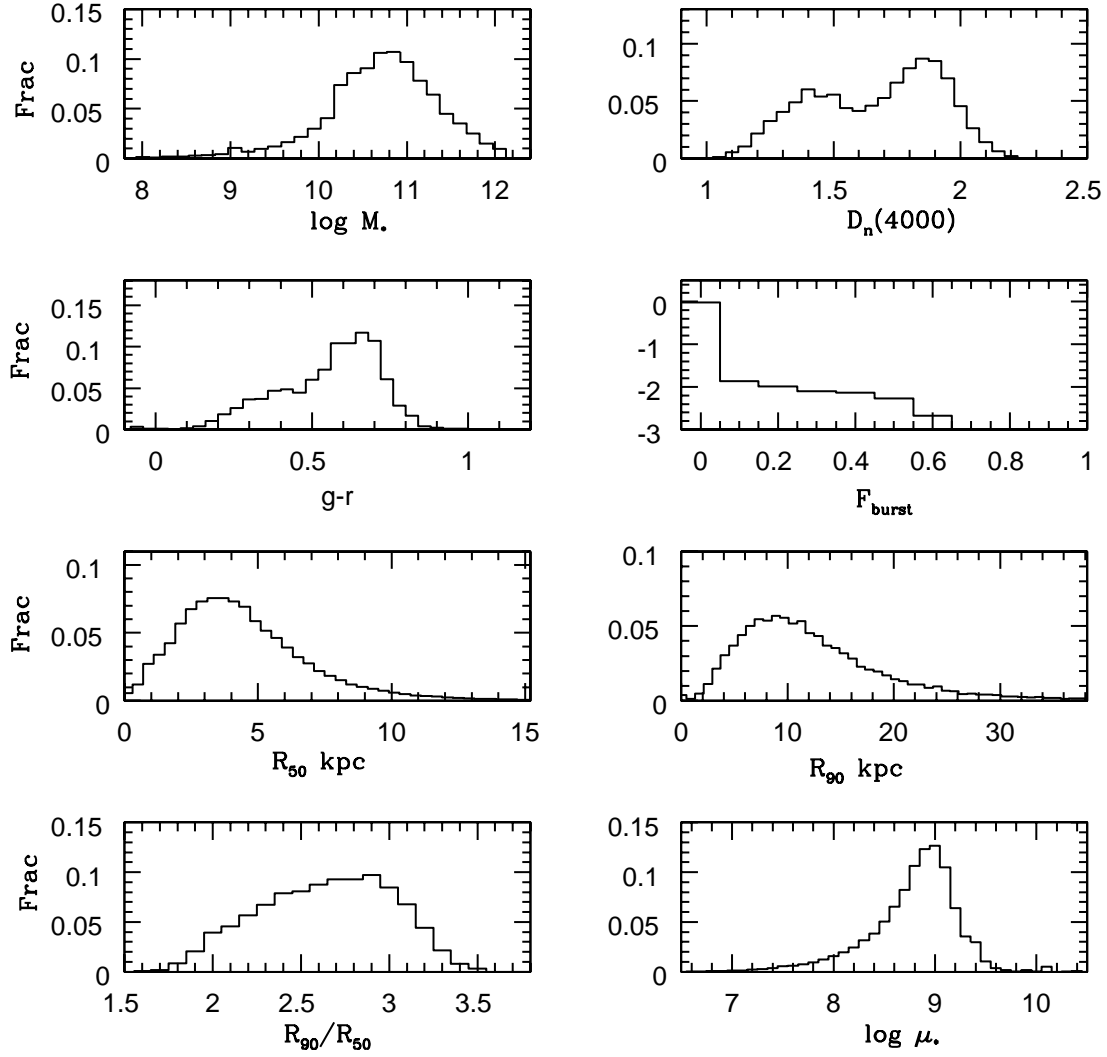 0.15
0.1
0.05
0
Frac
8 9 10 11 12
log M*
0.1
0.05
0
1 1.5 2 2.5
Dn(4000)
0.15
0.1
0.05
0
Frac
0 0.5 1
g-r
0
-1
-2
-3
0 0.2 0.4 0.6 0.8 1
Fburst
0.1
0.05
0
Frac
0 5 10 15
R50 kpc
0.1
0.05
0
0 10 20 30
R90 kpc
0.15
0.1
0.05
0
Frac
1.5 2 2.5 3 3.5
R90/R50
0.15
0.1
0.05
0
7 8 9 10
log μ*